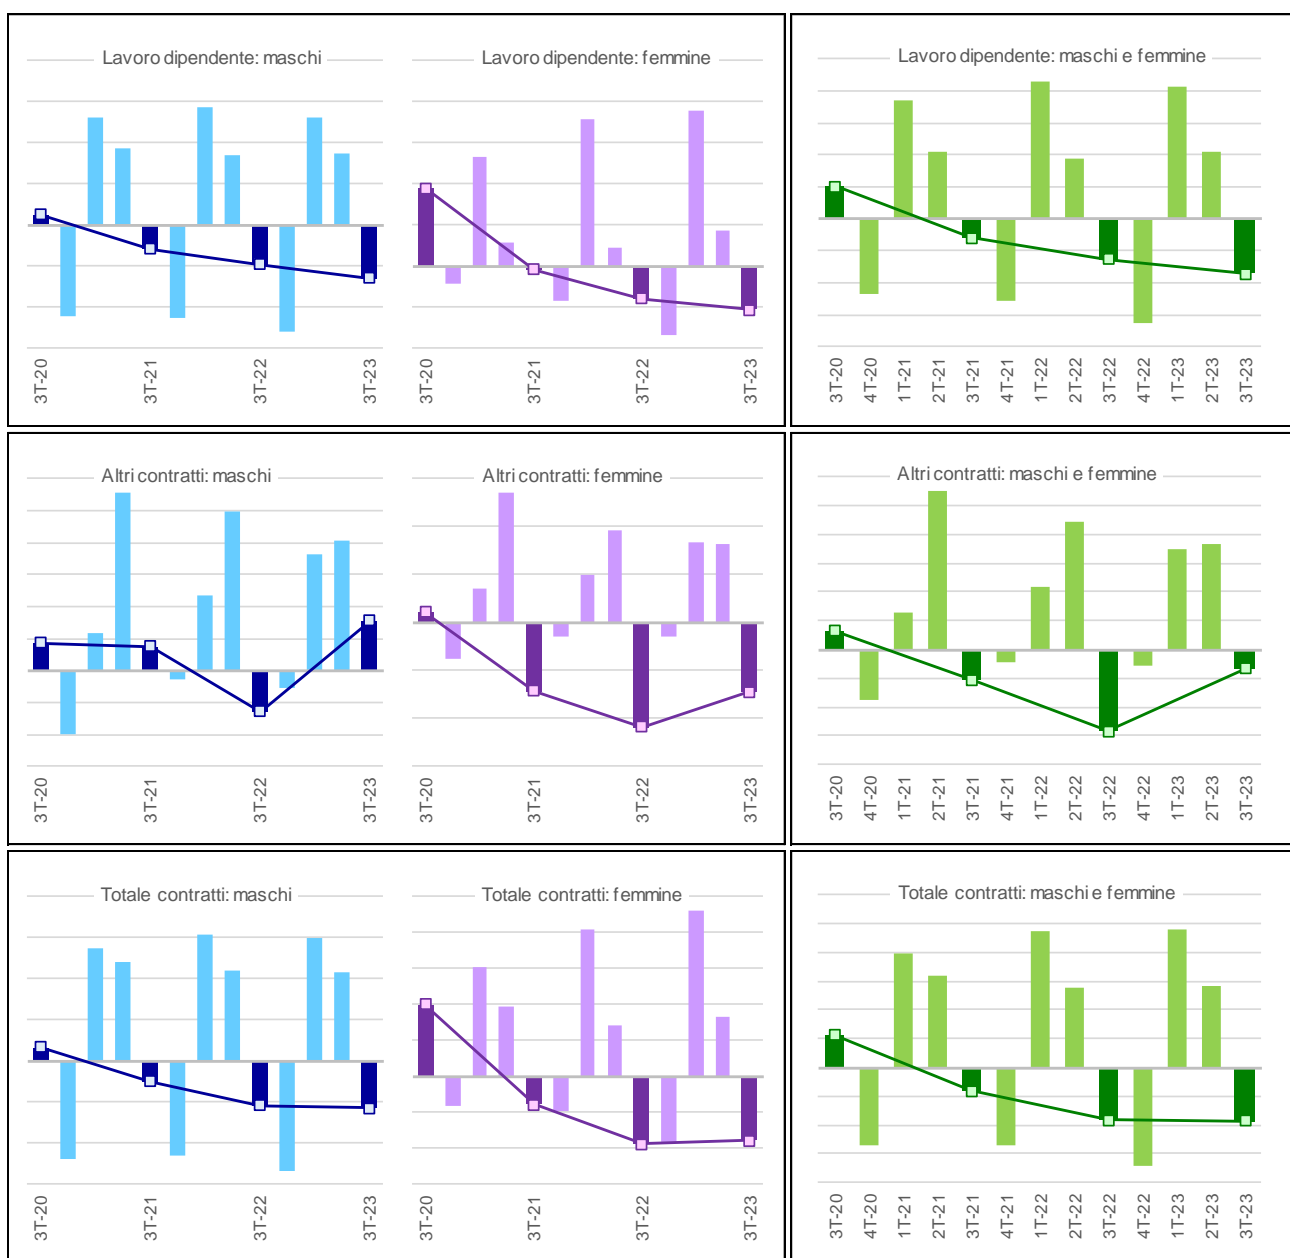 Lavoro dipendente: maschi
3T-20
3T-21
3T-22
3T-23
Lavoro dipendente: femmine
3T-20
3T-21
3T-22
3T-23
Lavoro dipendente: maschi e femmine
3T-20
4T-20
1T-21
2T-21
3T-21
4T-21
1T-22
2T-22
3T-22
4T-22
1T-23
2T-23
3T-23
Altri contratti: maschi
3T-20
3T-21
3T-22
3T-23
Altri contratti: femmine
3T-20
3T-21
3T-22
3T-23
Altri contratti: maschi e femmine
3T-20
4T-20
1T-21
2T-21
3T-21
4T-21
1T-22
2T-22
3T-22
4T-22
1T-23
2T-23
3T-23
Totale contratti: maschi
3T-20
3T-21
3T-22
3T-23
Totale contratti: femmine
3T-20
3T-21
3T-22
3T-23
Totale contratti: maschi e femmine
3T-20
4T-20
1T-21
2T-21
3T-21
4T-21
1T-22
2T-22
3T-22
4T-22
1T-23
2T-23
3T-23